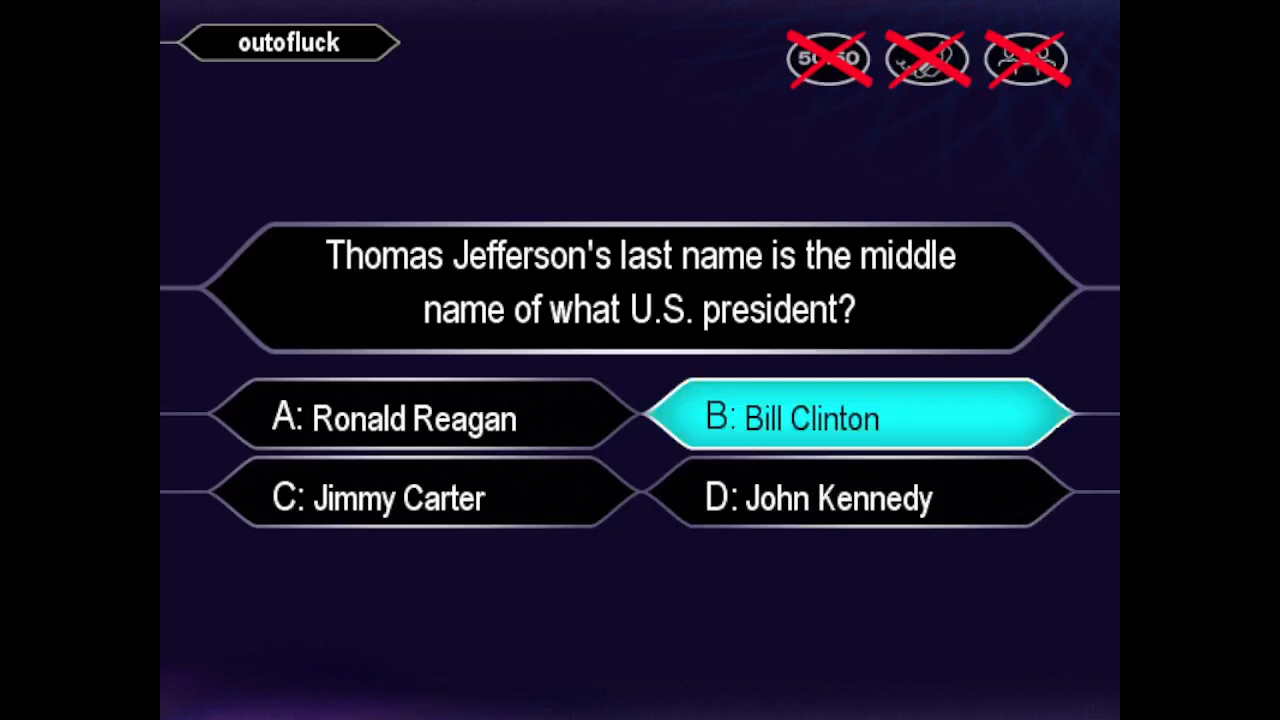 outofluck
50:50
Thomas Jefferson's last name is the middle
name of what U.S. president?
A: Ronald Reagan
B: Bill Clinton
C: Jimmy Carter
D: John Kennedy